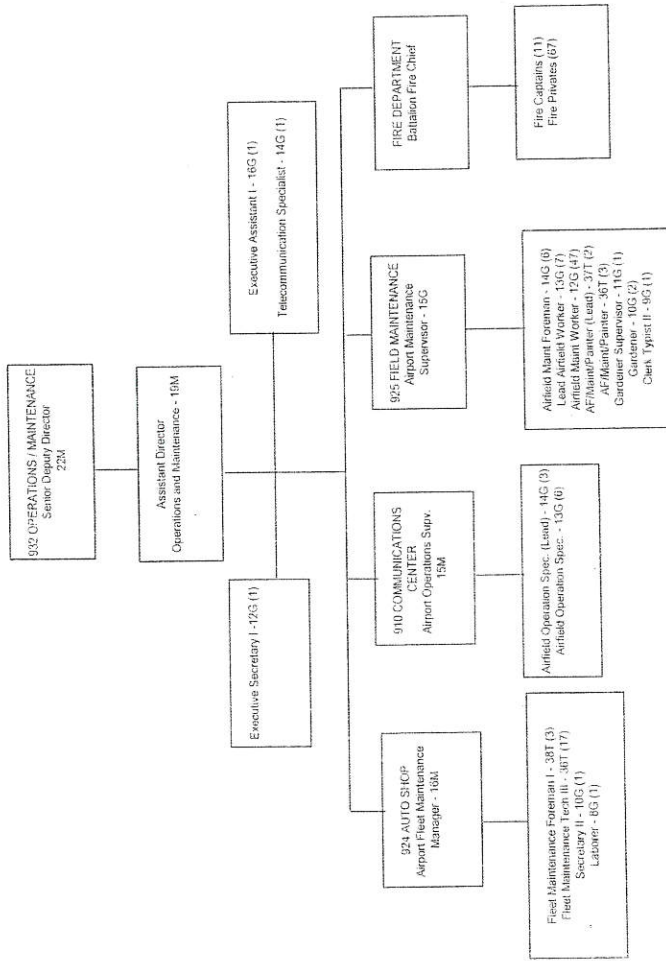 932 OPERATIONS / MAINTENANCE
Senior Deputy Director
22M
Assistant Director
Operations and Maintenance - 19M
Executive Secretary I -12G (1)
Executive Assistant I - 16G (1)
Telecommunication Specialist - 14G (1)
924 AUTO SHOP
Airport Fleet Maintenance
Manager - 16M
910 COMMUNICATIONS
CENTER
Airport Operations Supv.
15M
925 FIELD MAINTENANCE
Airport Maintenance
Supervisor - 15G
FIRE DEPARTMENT
Battalion Fire Chief
Fleet Maintenance Foreman I - 38T (3)
Fleet Maintenance Tech III - 36T (17)
Secretary II - 10G (1)
Laborer - 8G (1)
Airfield Operation Spec. (Lead) - 14G (3)
Airfield Operation Spec. - 13G (6)
Airfield Maint Foreman - 14G (6)
Lead Airfield Worker - 13G (7)
Airfield Maint Worker - 12G (47)
AF/Maint/Painter (Lead) - 37T (2)
AF/Maint/Painter - 36T (3)
Gardener Supervisor - 11G (1)
Gardener - 10G (2)
Clerk Typist II - 9G (1)
Fire Captains (11)
Fire Privates (67)